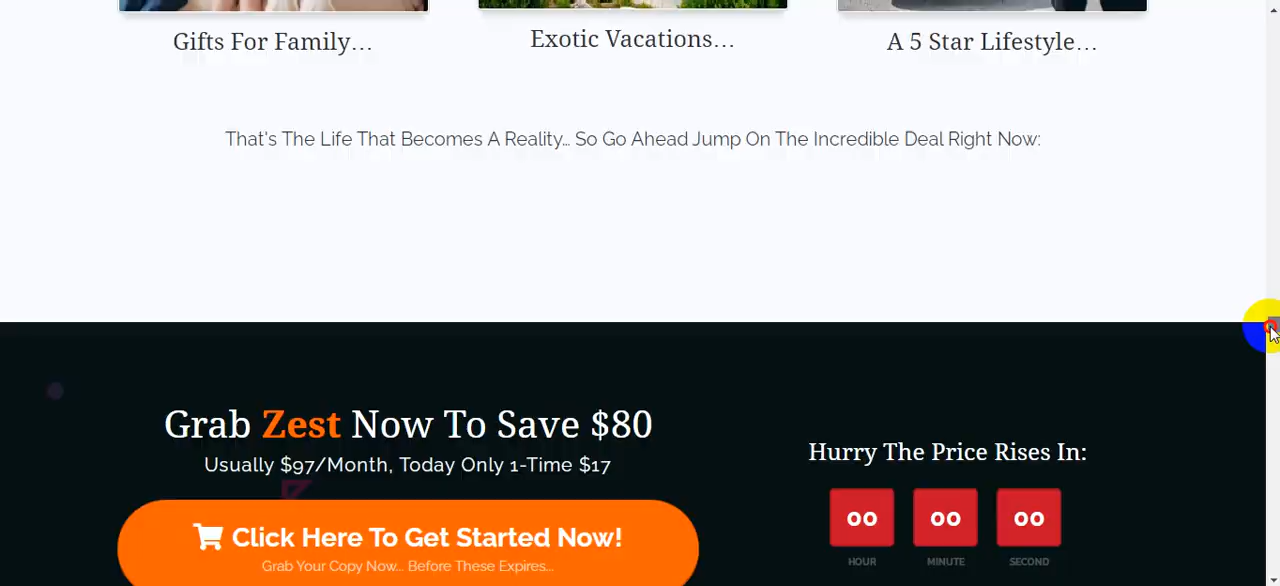 Gifts For Family...
Exotic Vacations...
A 5 Star Lifestyle...
That's The Life That Becomes A Reality... So Go Ahead Jump On The Incredible Deal Right Now:
Grab Zest Now To Save $80
Usually $97/Month, Today Only 1-Time $17
Click Here To Get Started Now!
Grab Your Copy Now... Before These Expires...
Hurry The Price Rises In:
00 00 00
HOUR MINUTE SECOND